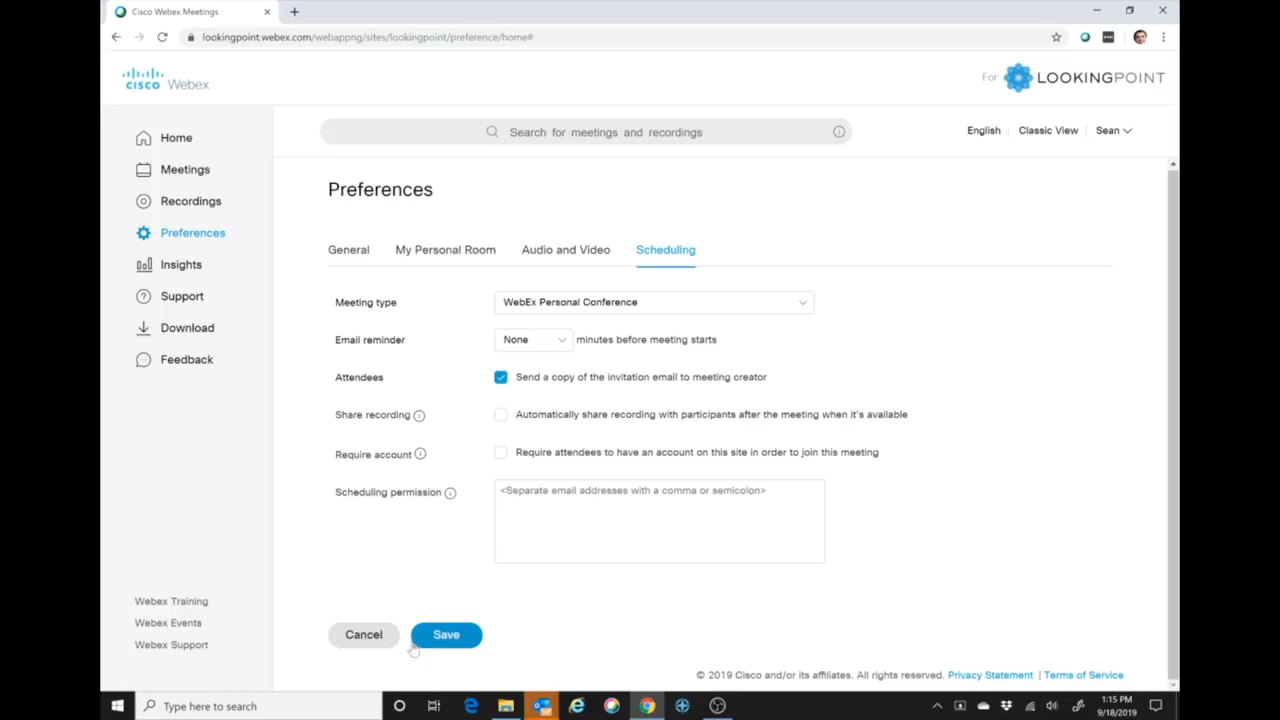 Cisco Webex Meetings
lookingpoint.webex.com/webappng/sites/lookingpoint/preference/home#
CISCO Webex
For LOOKINGPOINT
Search for meetings and recordings
English Classic View Sean
Home
Meetings
Recordings
Preferences
Insights
Support
Download
Feedback
Webex Training
Webex Events
Webex Support
Preferences
General My Personal Room Audio and Video Scheduling
Meeting type WebEx Personal Conference
Email reminder None minutes before meeting starts
Attendees Send a copy of the invitation email to meeting creator
Share recording Automatically share recording with participants after the meeting when it's available
Require account Require attendees to have an account on this site in order to join this meeting
Scheduling permission <Separate email addresses with a comma or semicolon>
Cancel Save
© 2019 Cisco and/or its affiliates. All rights reserved. Privacy Statement | Terms of Service
Type here to search
1:15 PM
9/18/2019